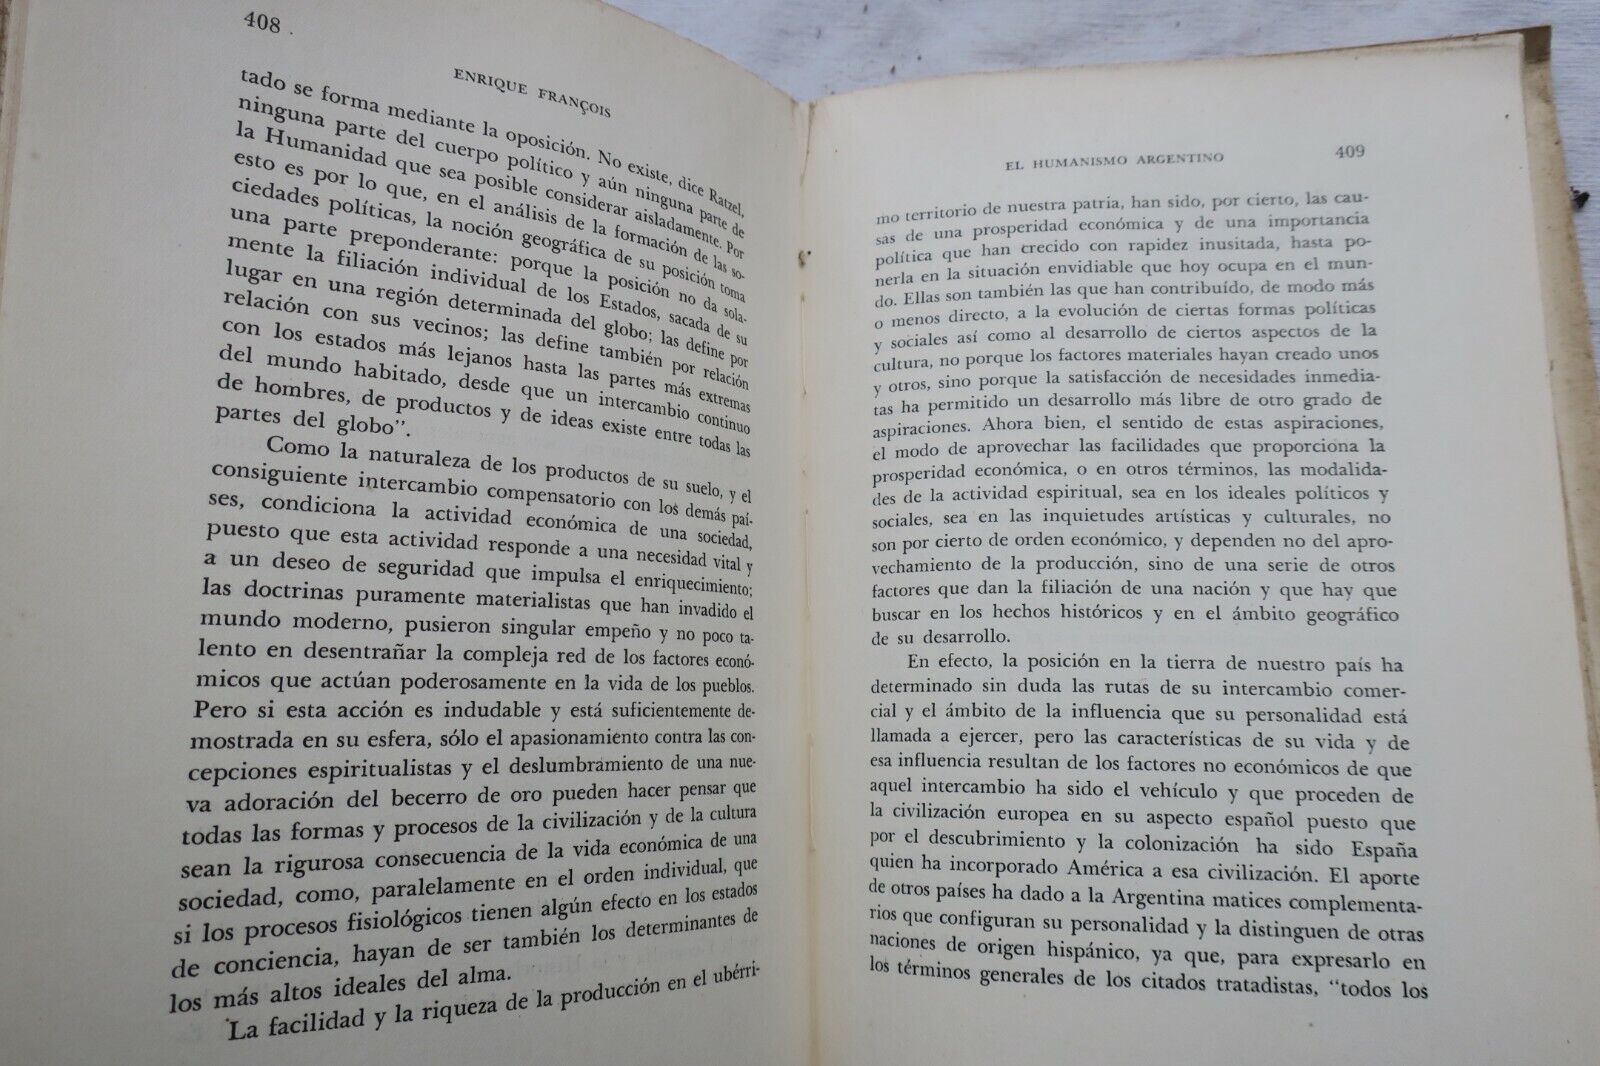 408
ENRIQUE FRANÇOIS
tado se forma mediante la oposición. No existe, dice Ratzel,
ninguna parte del cuerpo político y aún ninguna parte de
la Humanidad que sea posible considerar aisladamente. Por
esto es por lo que, en el análisis de la formación de las so-
ciedades políticas, la noción geográfica de su posición toma
una parte preponderante: porque la posición no da sola-
mente la filiación individual de los Estados, sacada de su
lugar en una región determinada del globo; las define por
relación con sus vecinos; las define también por relación
con los estados más lejanos hasta las partes más extremas
del mundo habitado, desde que un intercambio continuo
de hombres, de productos y de ideas existe entre todas las
partes del globo”.
Como la naturaleza de los productos de su suelo, y el
consiguiente intercambio compensatorio con los demás paí-
ses, condiciona la actividad económica de una sociedad,
puesto que esta actividad responde a una necesidad vital y
a un deseo de seguridad que impulsa el enriquecimiento;
las doctrinas puramente materialistas que han invadido el
mundo moderno, pusieron singular empeño y no poco ta-
lento en desentrañar la compleja red de los factores econó-
micos que actúan poderosamente en la vida de los pueblos.
Pero si esta acción es indudable y está suficientemente de-
mostrada en su esfera, sólo el apasionamiento contra las con-
cepciones espiritualistas y el deslumbramiento de una nue-
va adoración del becerro de oro pueden hacer pensar que
todas las formas y procesos de la civilización y de la cultura
sean la rigurosa consecuencia de la vida económica de una
sociedad, como, paralelamente en el orden individual, que
si los procesos fisiológicos tienen algún efecto en los estados
de conciencia, hayan de ser también los determinantes de
los más altos ideales del alma.
La facilidad y la riqueza de la producción en el ubérri-
EL HUMANISMO ARGENTINO
409
mo territorio de nuestra patria, han sido, por cierto, las cau-
sas de una prosperidad económica y de una importancia
política que han crecido con rapidez inusitada, hasta po-
nerla en la situación envidiable que hoy ocupa en el mun-
do. Ellas son también las que han contribuído, de modo más
o menos directo, a la evolución de ciertas formas políticas
y sociales así como al desarrollo de ciertos aspectos de la
cultura, no porque los factores materiales hayan creado unos
y otros, sino porque la satisfacción de necesidades inmedia-
tas ha permitido un desarrollo más libre de otro grado de
aspiraciones. Ahora bien, el sentido de estas aspiraciones,
el modo de aprovechar las facilidades que proporciona la
prosperidad económica, o en otros términos, las modalida-
des de la actividad espiritual, sea en los ideales políticos y
sociales, sea en las inquietudes artísticas y culturales, no
son por cierto de orden económico, y dependen no del apro-
vechamiento de la producción, sino de una serie de otros
factores que dan la filiación de una nación y que hay que
buscar en los hechos históricos y en el ámbito geográfico
de su desarrollo.
En efecto, la posición en la tierra de nuestro país ha
determinado sin duda las rutas de su intercambio comer-
cial y el ámbito de la influencia que su personalidad está
llamada a ejercer, pero las características de su vida y de
esa influencia resultan de los factores no económicos de que
aquel intercambio ha sido el vehículo y que proceden de
la civilización europea en su aspecto español puesto que
por el descubrimiento y la colonización ha sido España
quien ha incorporado América a esa civilización. El aporte
de otros países ha dado a la Argentina matices complementa-
rios que configuran su personalidad y la distinguen de otras
naciones de origen hispánico, ya que, para expresarlo en
los términos generales de los citados tratadistas, “todos los